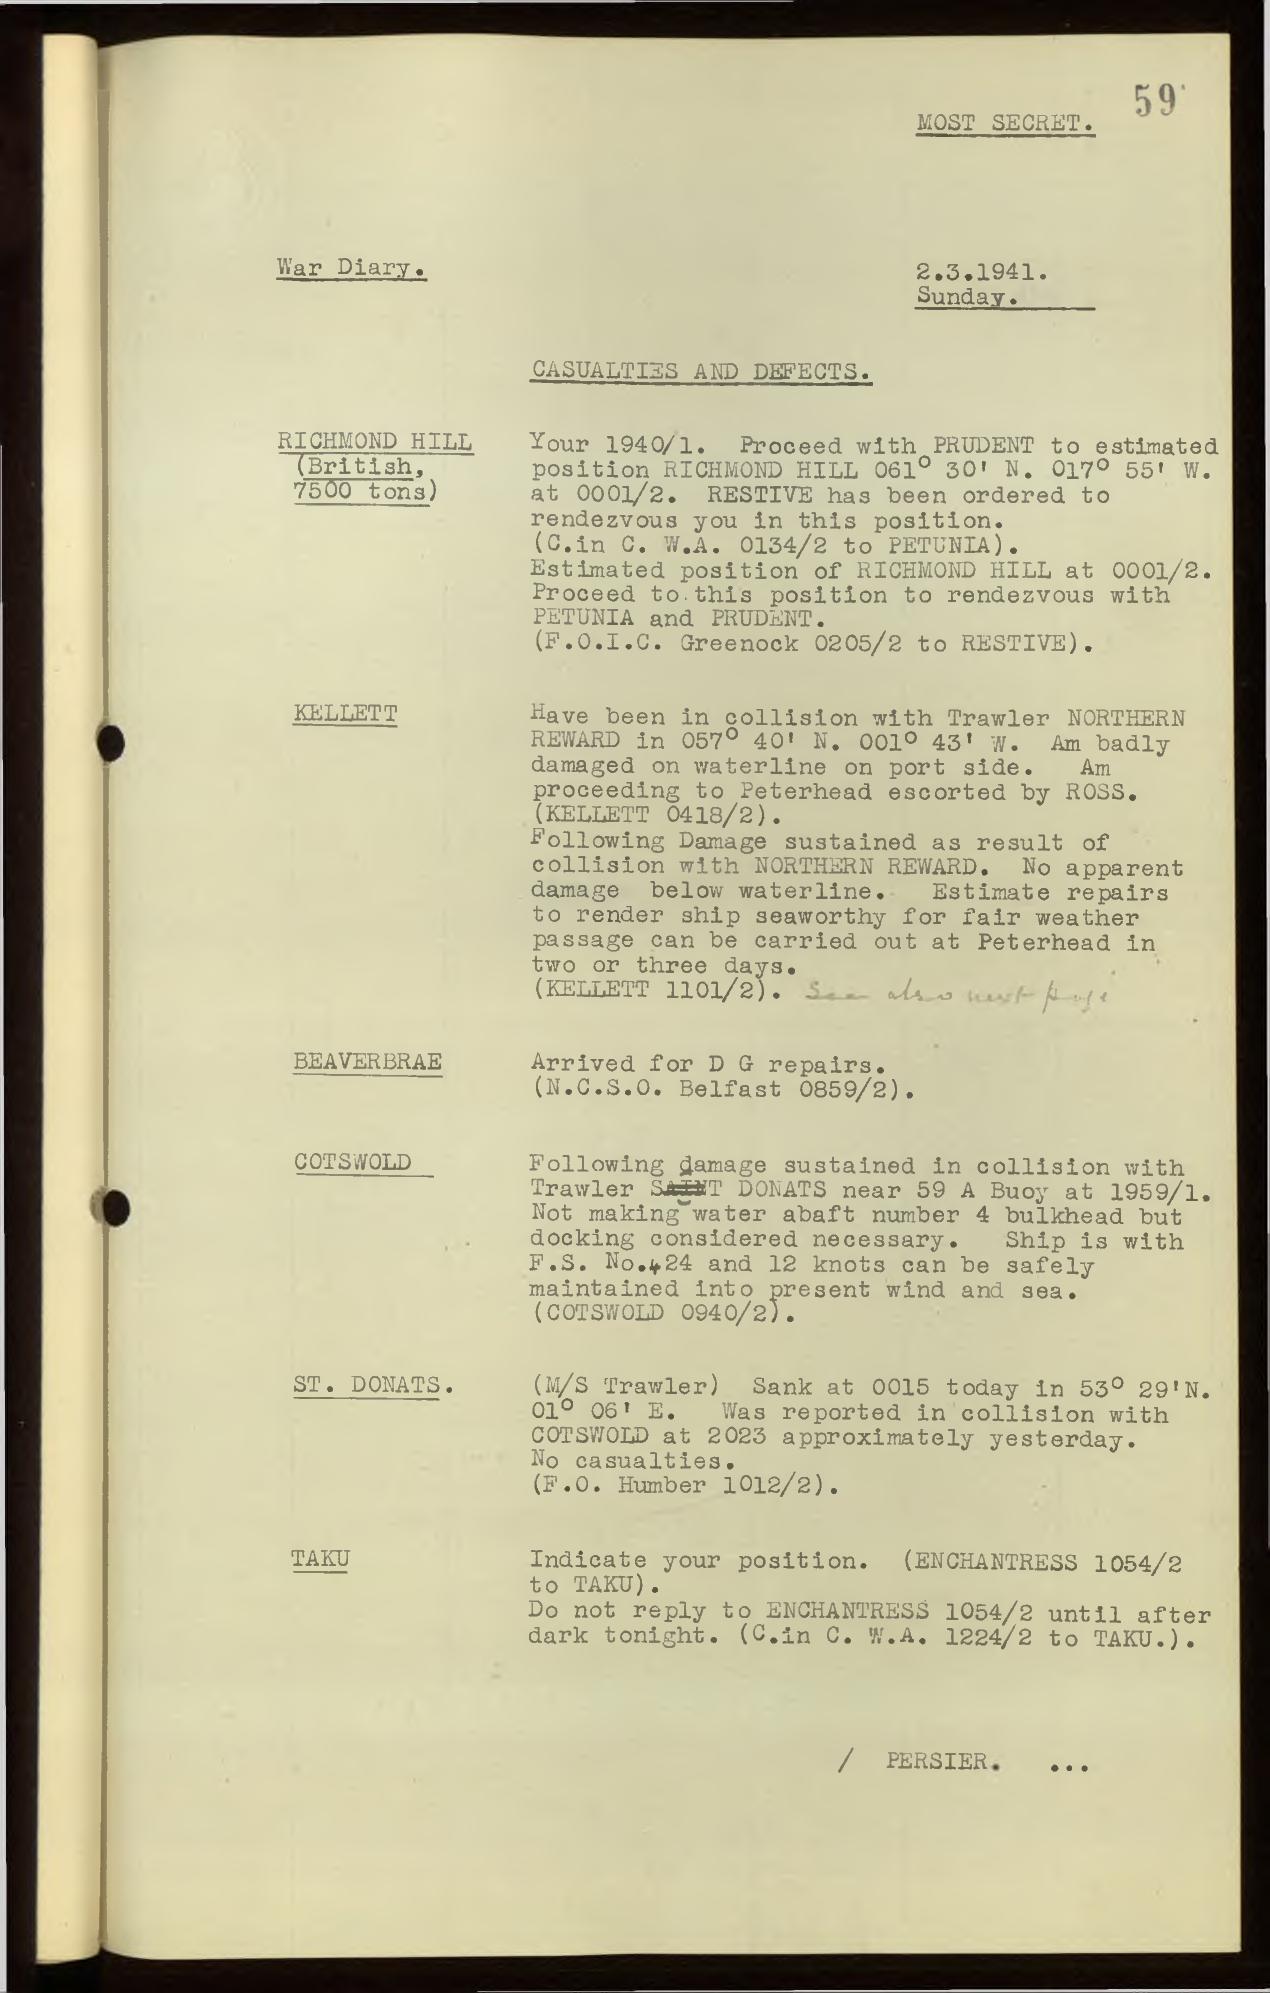 59
MOST SECRET.
War Diary.
2.3.1941.
Sunday.
CASUALTIES AND DEFECTS.
RICHMOND HILL
(British,
7500 tons)
Your 1940/1. Proceed with PRUDENT to estimated
position RICHMOND HILL 061° 30' N. 017° 55' W.
at 0001/2. RESTIVE has been ordered to
rendezvous you in this position.
(C.in C. W.A. 0134/2 to PETUNIA).
Estimated position of RICHMOND HILL at 0001/2.
Proceed to this position to rendezvous with
PETUNIA and PRUDENT.
(F.O.I.C. Greenock 0205/2 to RESTIVE).
KELLETT
Have been in collision with Trawler NORTHERN
REWARD in 057° 40' N. 001° 43' W. Am badly
damaged on waterline on port side. Am
proceeding to Peterhead escorted by ROSS.
(KELLETT 0418/2).
Following Damage sustained as result of
collision with NORTHERN REWARD. No apparent
damage below waterline. Estimate repairs
to render ship seaworthy for fair weather
passage can be carried out at Peterhead in
two or three days.
(KELLETT 1101/2). See also next page
BEAVERBRAE
Arrived for D G repairs.
(N.C.S.O. Belfast 0859/2).
COTSWOLD
Following damage sustained in collision with
Trawler SAINT DONATS near 59 A Buoy at 1959/1.
Not making water abaft number 4 bulkhead but
docking considered necessary. Ship is with
F.S. No.424 and 12 knots can be safely
maintained into present wind and sea.
(COTSWOLD 0940/2).
ST. DONATS.
(M/S Trawler) Sank at 0015 today in 53° 29'N.
01° 06' E. Was reported in collision with
COTSWOLD at 2023 approximately yesterday.
No casualties.
(F.O. Humber 1012/2).
TAKU
Indicate your position. (ENCHANTRESS 1054/2
to TAKU).
Do not reply to ENCHANTRESS 1054/2 until after
dark tonight. (C.in C. W.A. 1224/2 to TAKU.).
/ PERSIER. ...